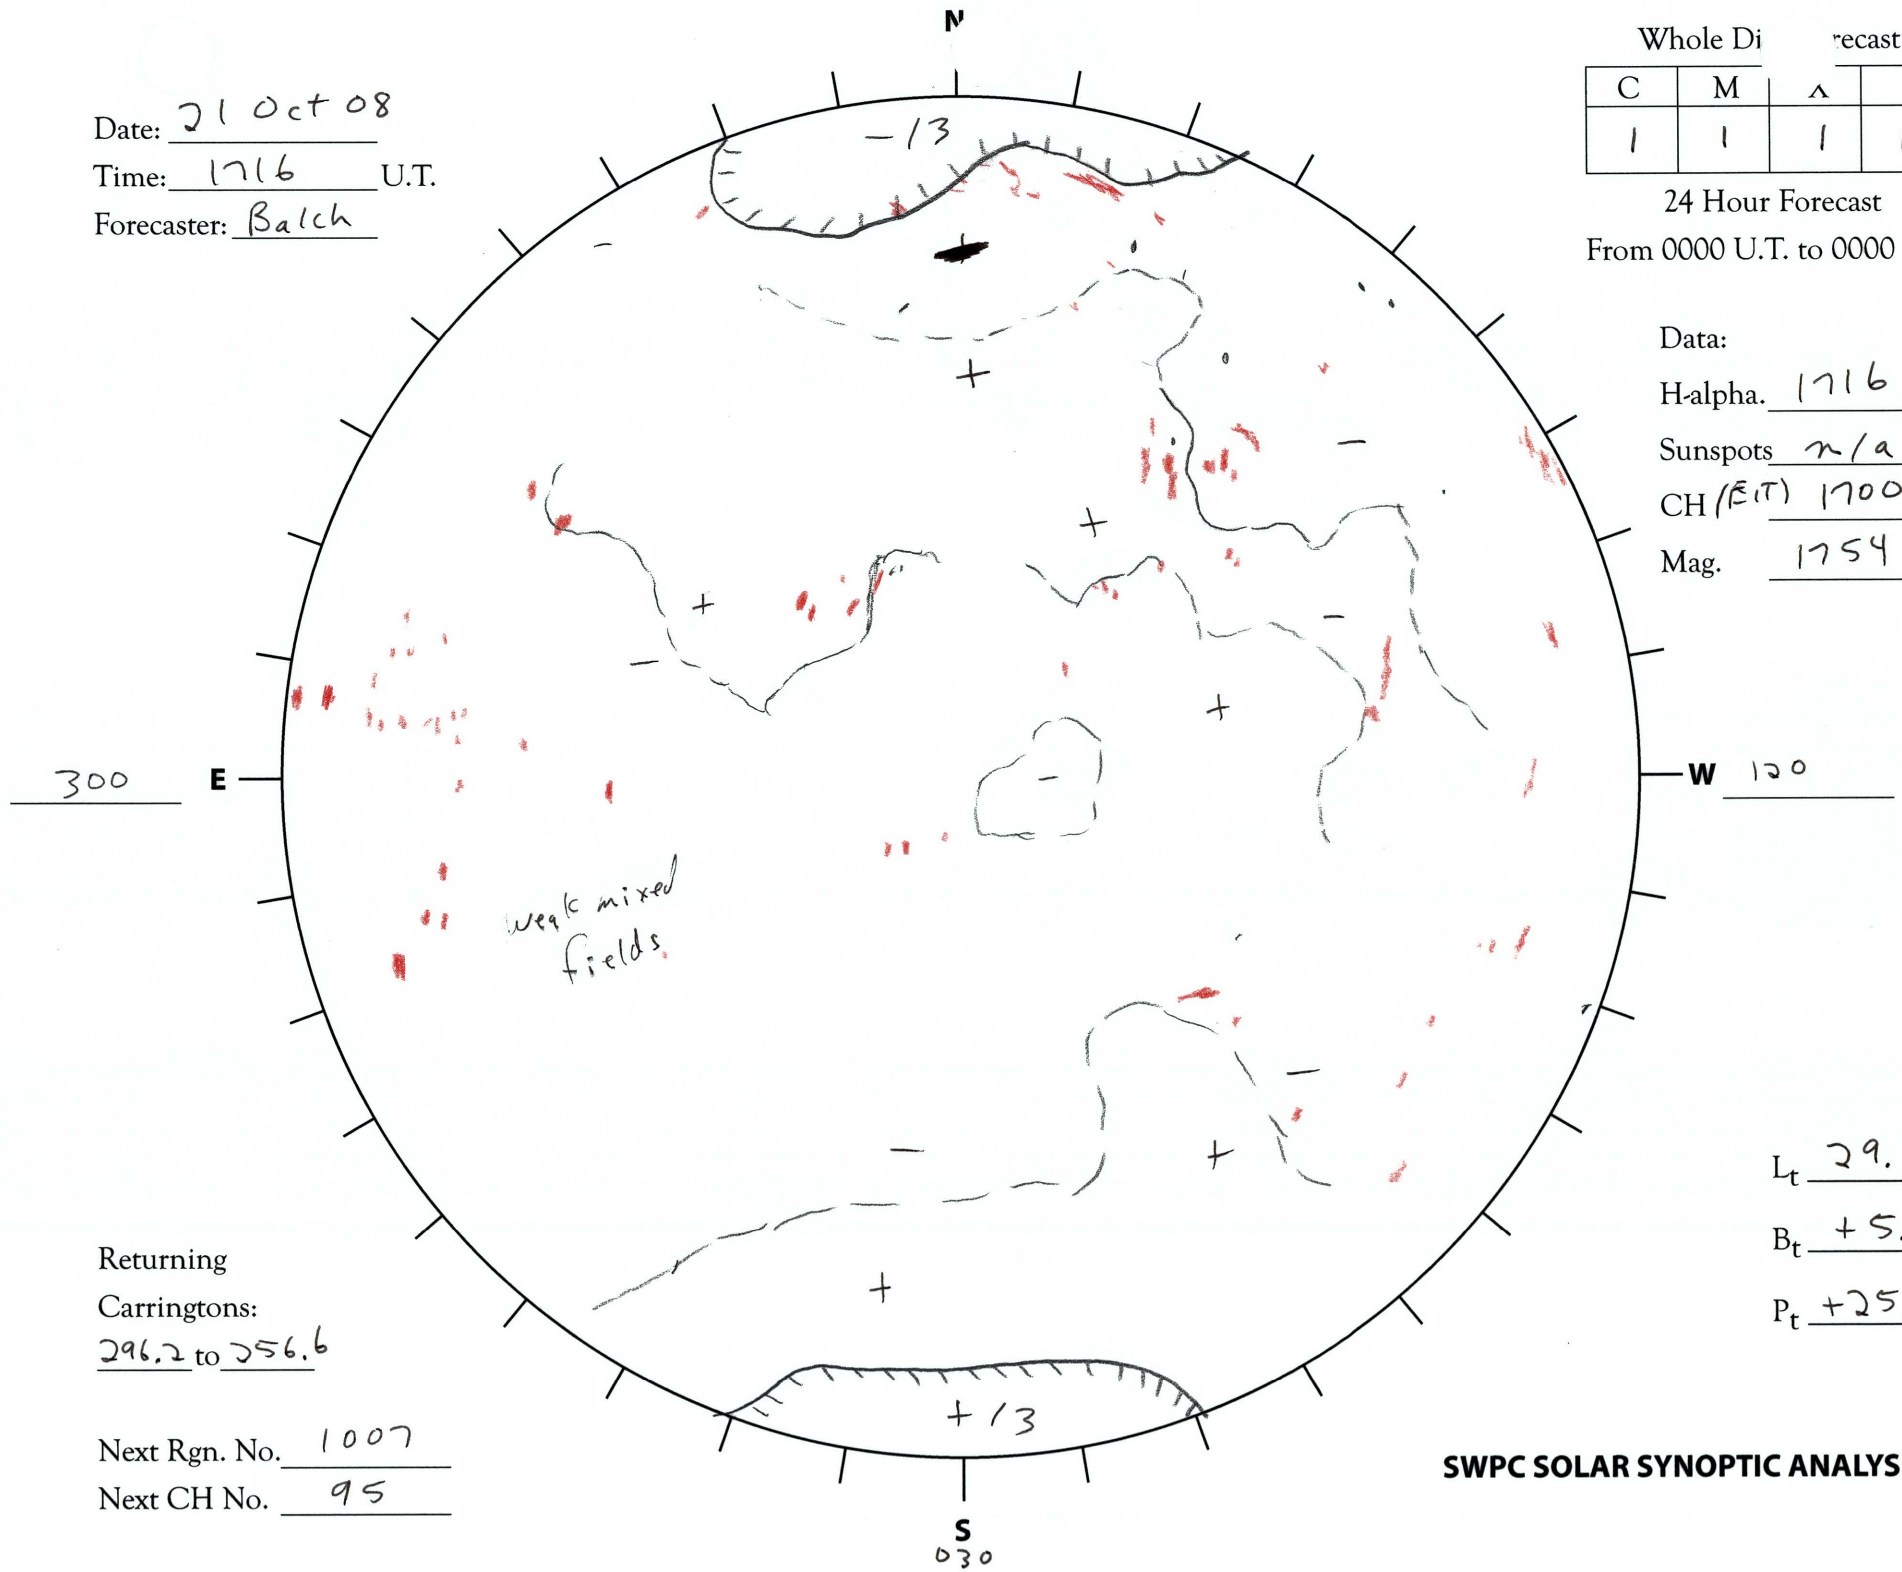 N
Date: 21 Oct 08
Time: 1716 U.T.
Forecaster: Balch
C M
1 1 1
24 Hour Forecast
From 0000 U.T. to 0000
Data:
H-alpha. 1716
Sunspots n/a
CH (EIT) 1700
Mag. 1754
-13
+
-
-
+
+
-
+
-
-
+
300 E
W 120
weak mixed
fields
-
-
+
+
+13
Lt 29.
Bt +5.
Pt +25
Returning
Carringtons:
296.2 to 256.6
Next Rgn. No. 1007
Next CH No. 95
SWPC SOLAR SYNOPTIC ANALYS
S
030